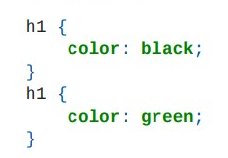 h1 {
    color: black;
}
h1 {
    color: green;
}